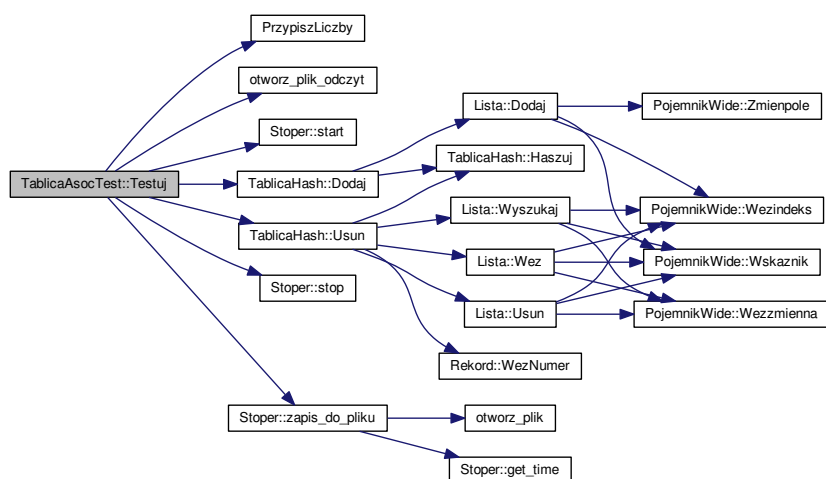 PrzypiszLiczby
otworz_plik_odczyt
Stoper::start
TablicaAsocTest::Testuj
TablicaHash::Dodaj
TablicaHash::Usun
Stoper::stop
Stoper::zapis_do_pliku
Lista::Dodaj
TablicaHash::Haszuj
Lista::Wyszukaj
Lista::Wez
Lista::Usun
Rekord::WezNumer
otworz_plik
Stoper::get_time
PojemnikWide::Zmienpole
PojemnikWide::Wezindeks
PojemnikWide::Wskaznik
PojemnikWide::Wezzmienna